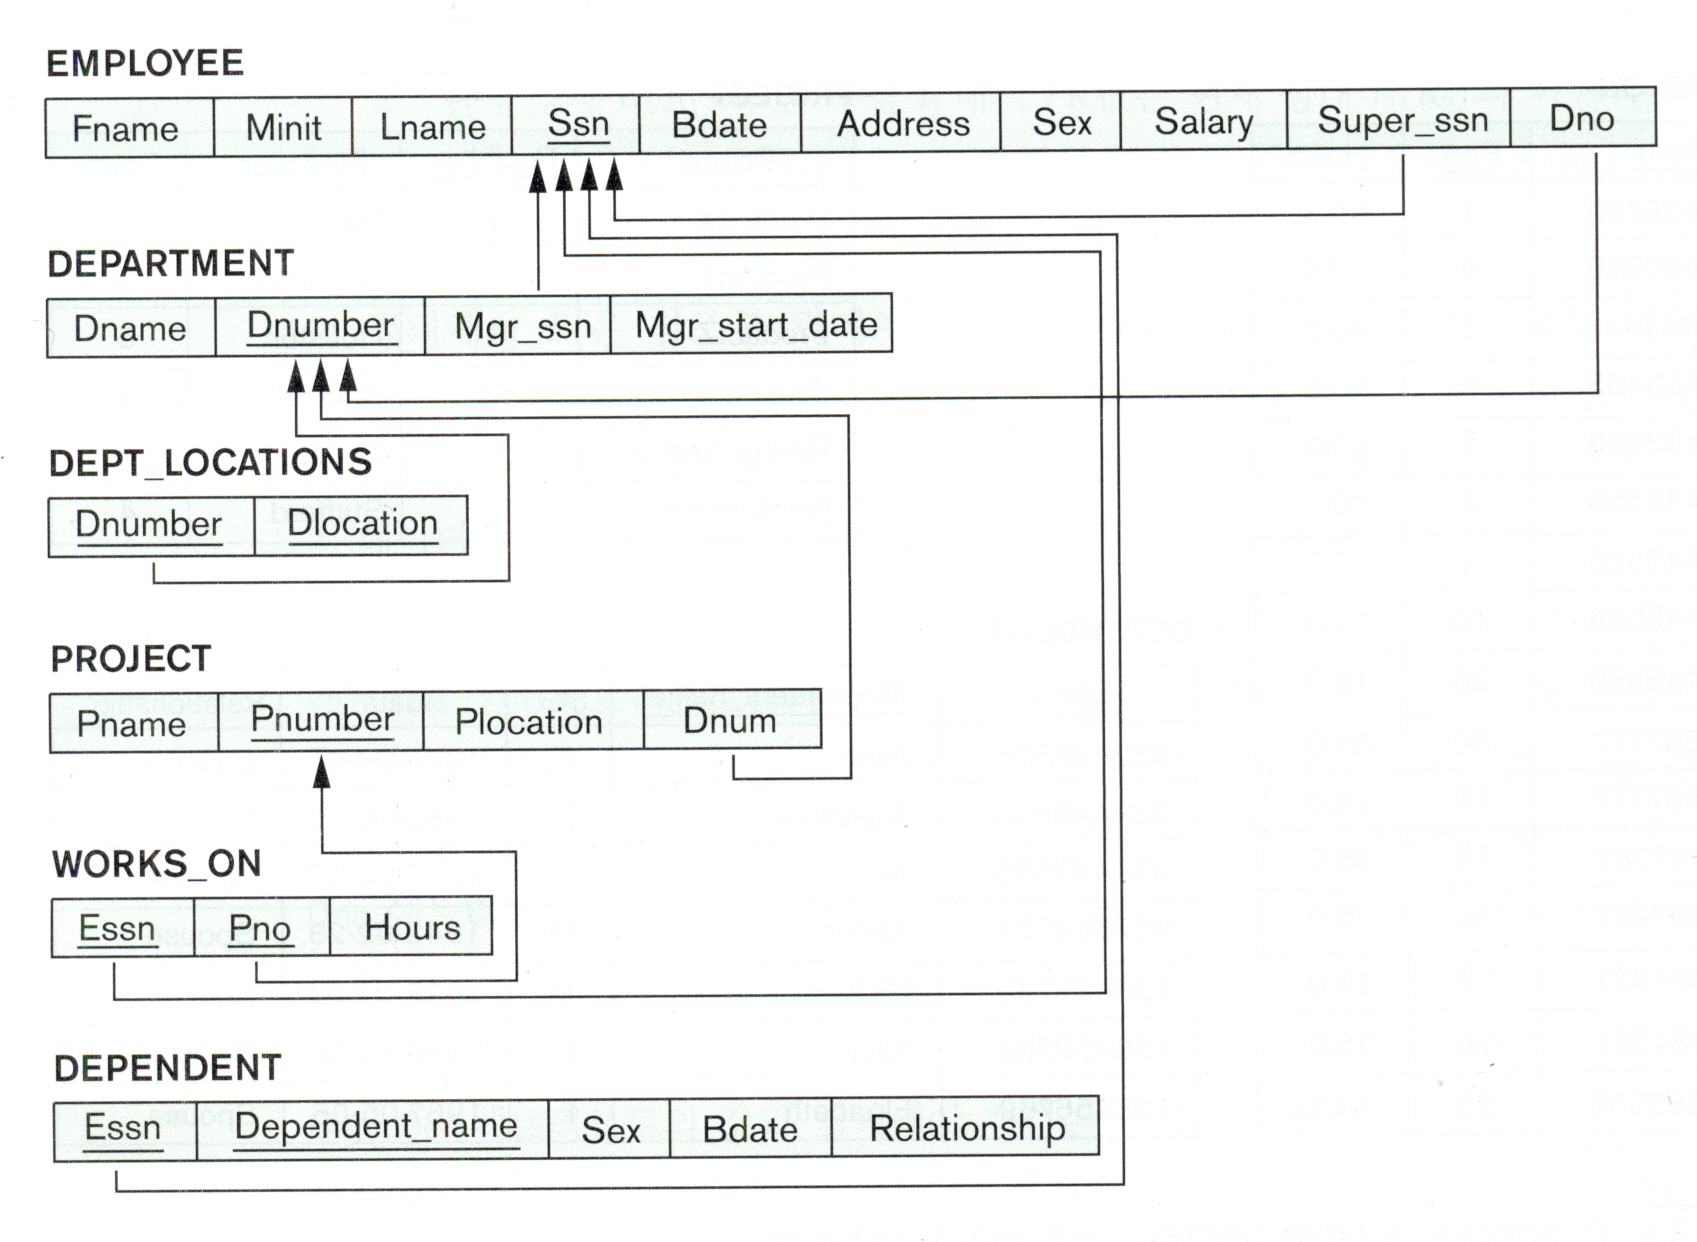 EMPLOYEE
Fname Minit Lname Ssn Bdate Address Sex Salary Super_ssn Dno
DEPARTMENT
Dname Dnumber Mgr_ssn Mgr_start_date
DEPT_LOCATIONS
Dnumber Dlocation
PROJECT
Pname Pnumber Plocation Dnum
WORKS_ON
Essn Pno Hours
DEPENDENT
Essn Dependent_name Sex Bdate Relationship